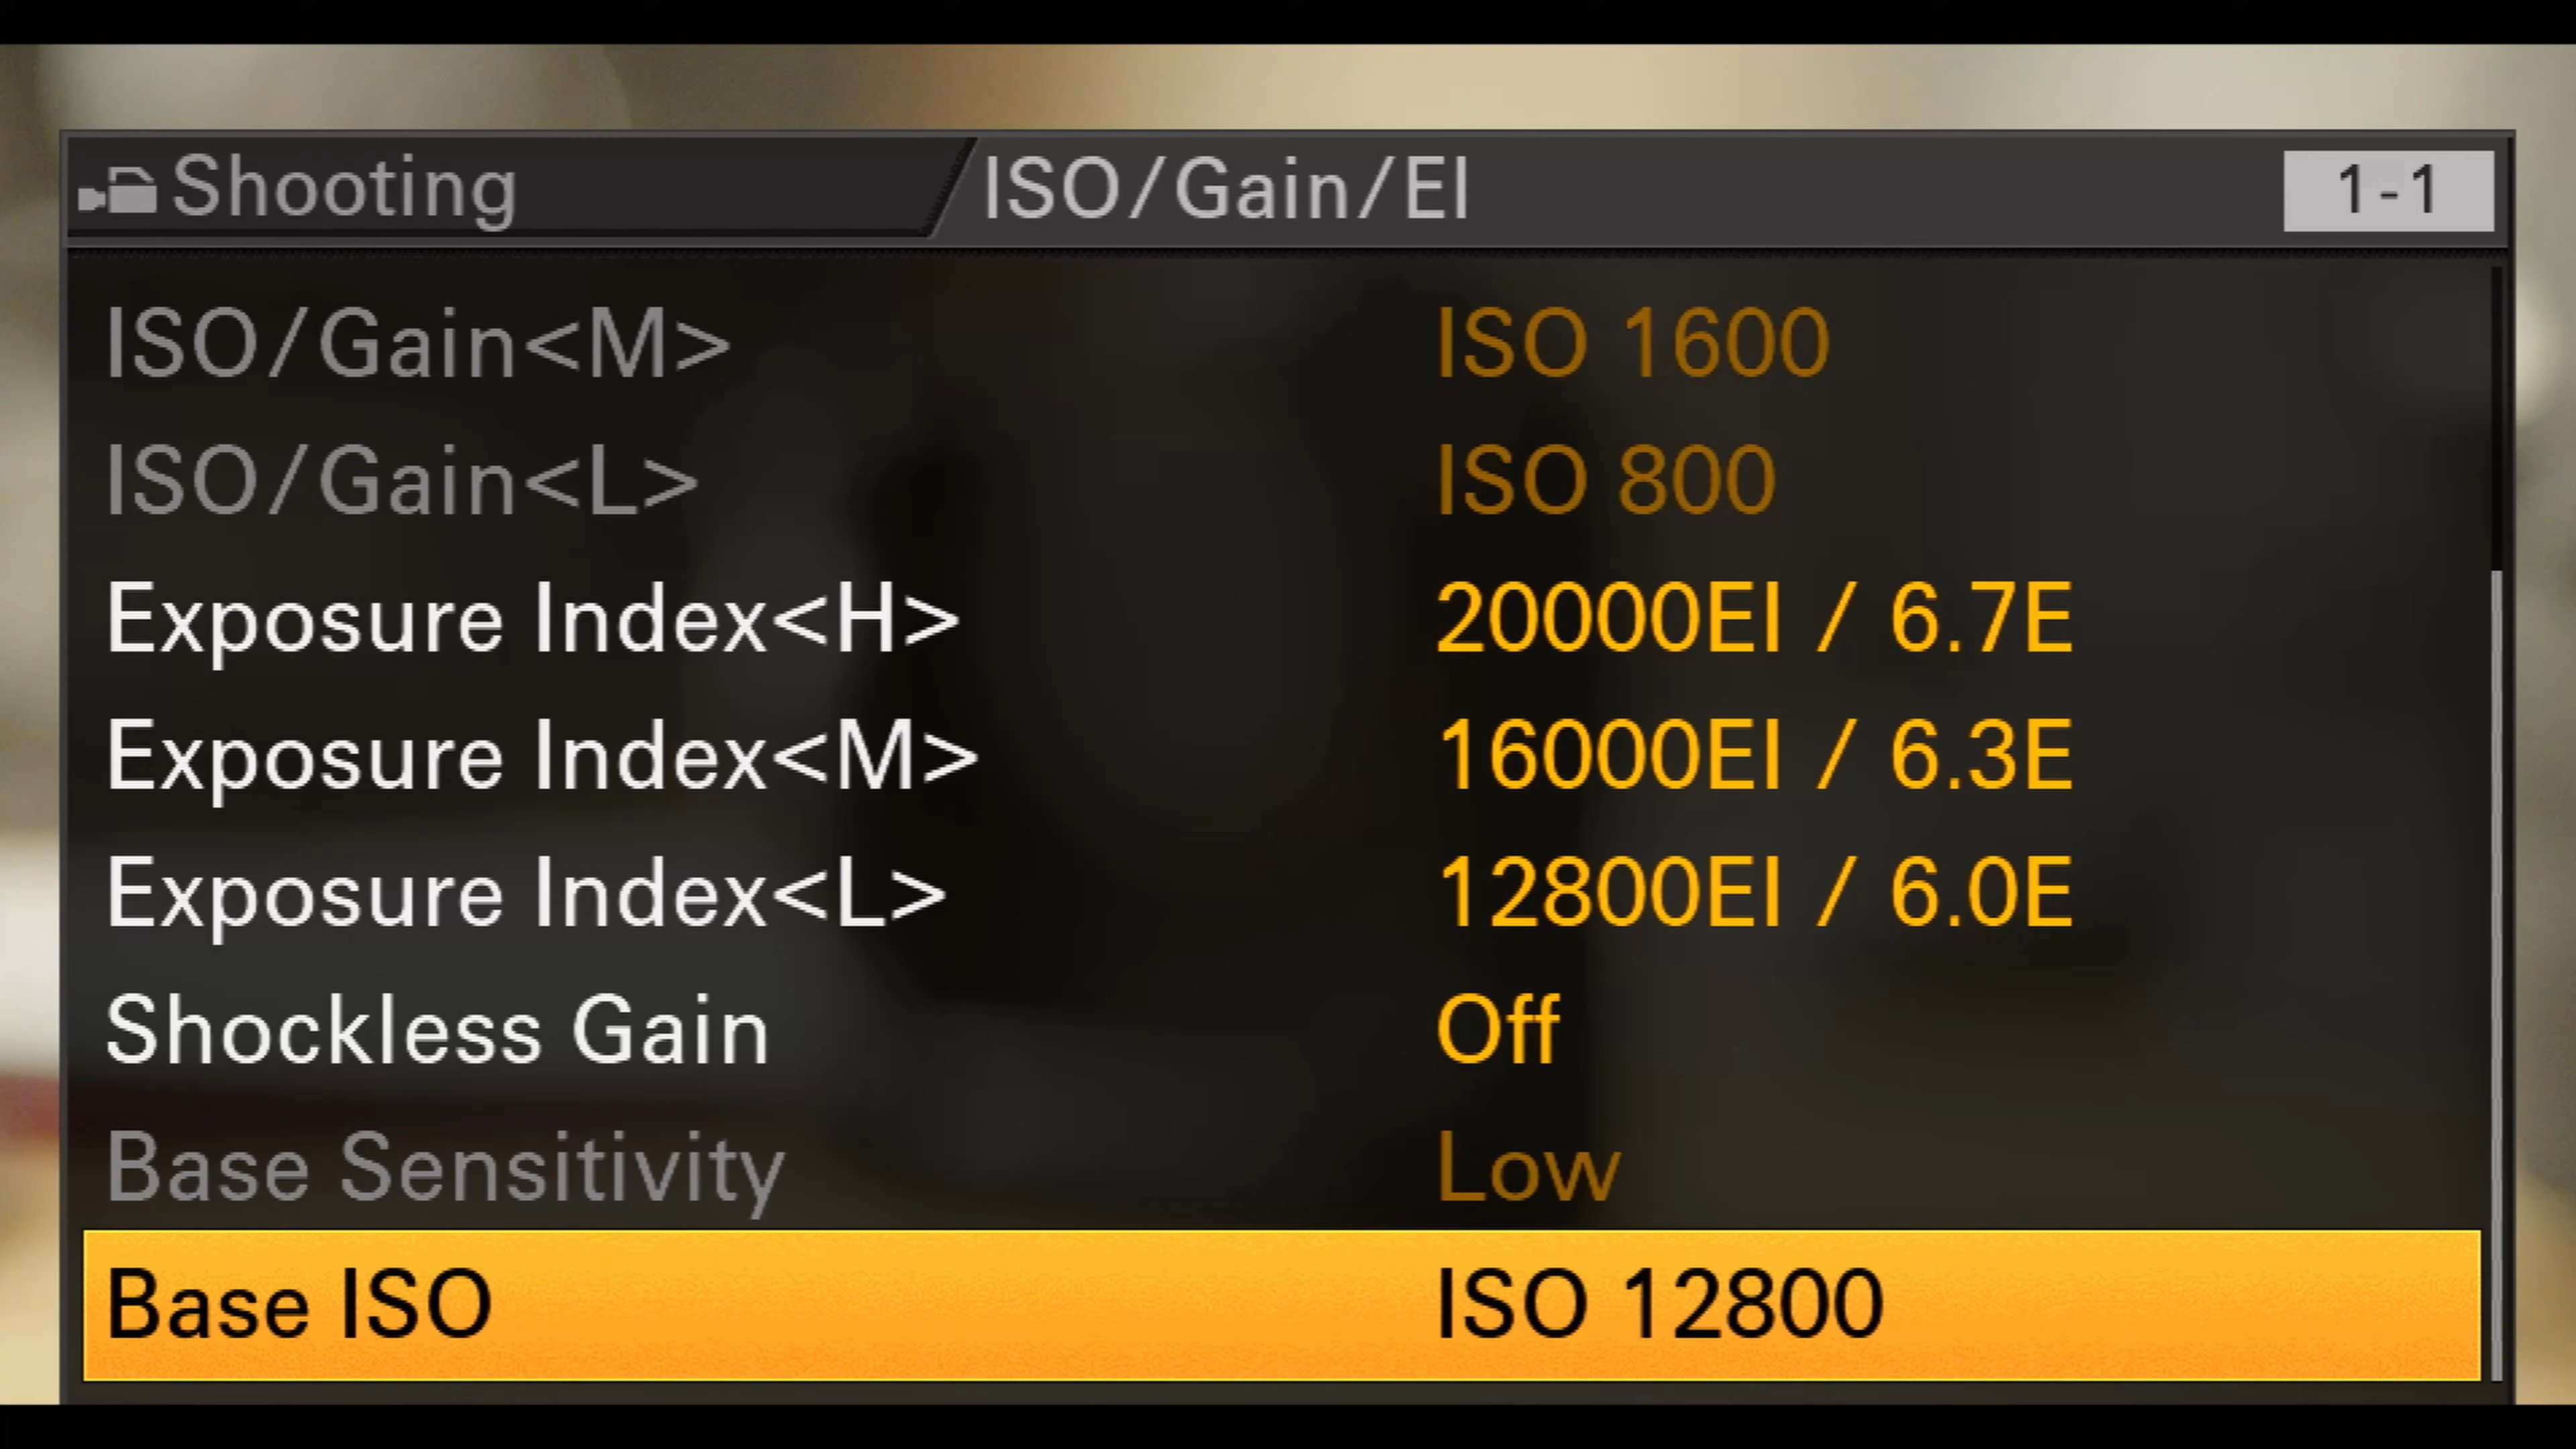 Shooting
ISO/Gain/EI
1-1
ISO/Gain<M> ISO 1600
ISO/Gain<L> ISO 800
Exposure Index<H> 20000EI / 6.7E
Exposure Index<M> 16000EI / 6.3E
Exposure Index<L> 12800EI / 6.0E
Shockless Gain Off
Base Sensitivity Low
Base ISO ISO 12800